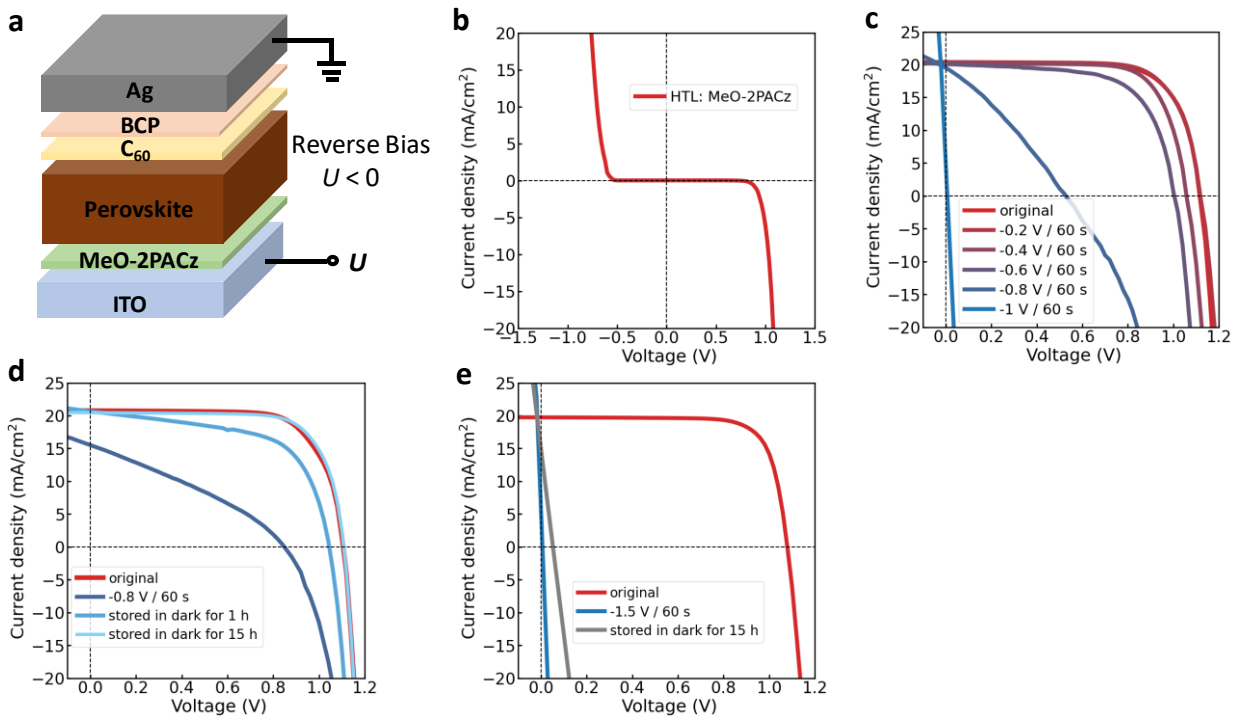 a
Ag
BCP
C60
Perovskite
MeO-2PACz
ITO
Reverse Bias
U < 0
U
b
HTL: MeO-2PACz
Current density (mA/cm²)
20
15
10
5
0
−5
−10
−15
−20
−1.5 −1.0 −0.5 0.0 0.5 1.0 1.5
Voltage (V)
c
Current density (mA/cm²)
25
20
15
10
5
0
−5
−10
−15
−20
original
-0.2 V / 60 s
-0.4 V / 60 s
-0.6 V / 60 s
-0.8 V / 60 s
-1 V / 60 s
0.0 0.2 0.4 0.6 0.8 1.0 1.2
Voltage (V)
d
Current density (mA/cm²)
25
20
15
10
5
0
−5
−10
−15
−20
original
-0.8 V / 60 s
stored in dark for 1 h
stored in dark for 15 h
0.0 0.2 0.4 0.6 0.8 1.0 1.2
Voltage (V)
e
Current density (mA/cm²)
25
20
15
10
5
0
−5
−10
−15
−20
original
-1.5 V / 60 s
stored in dark for 15 h
0.0 0.2 0.4 0.6 0.8 1.0 1.2
Voltage (V)